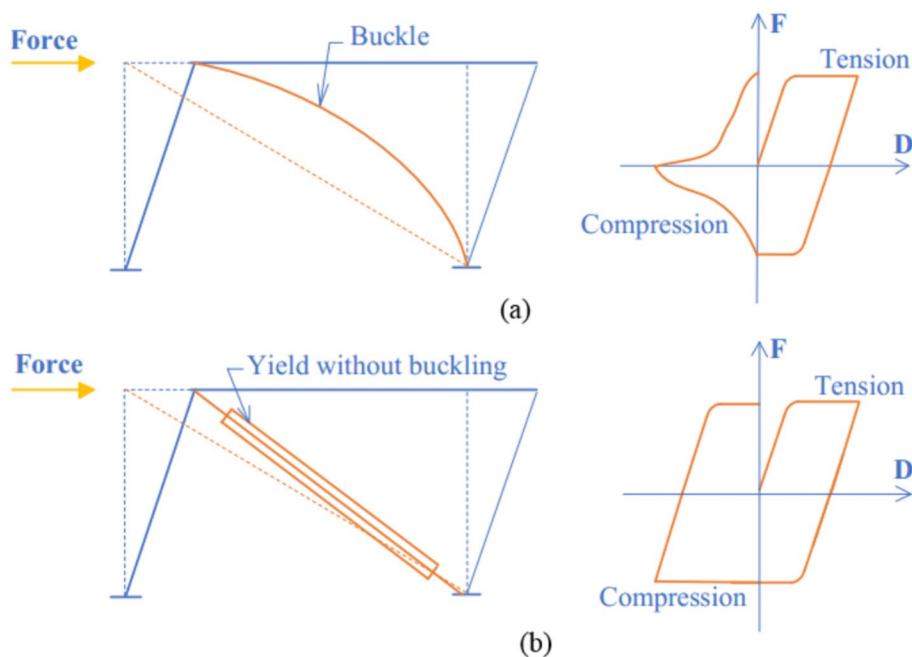 Force
Buckle
F
Tension
D
Compression
(a)
Force
Yield without buckling
F
Tension
D
Compression
(b)